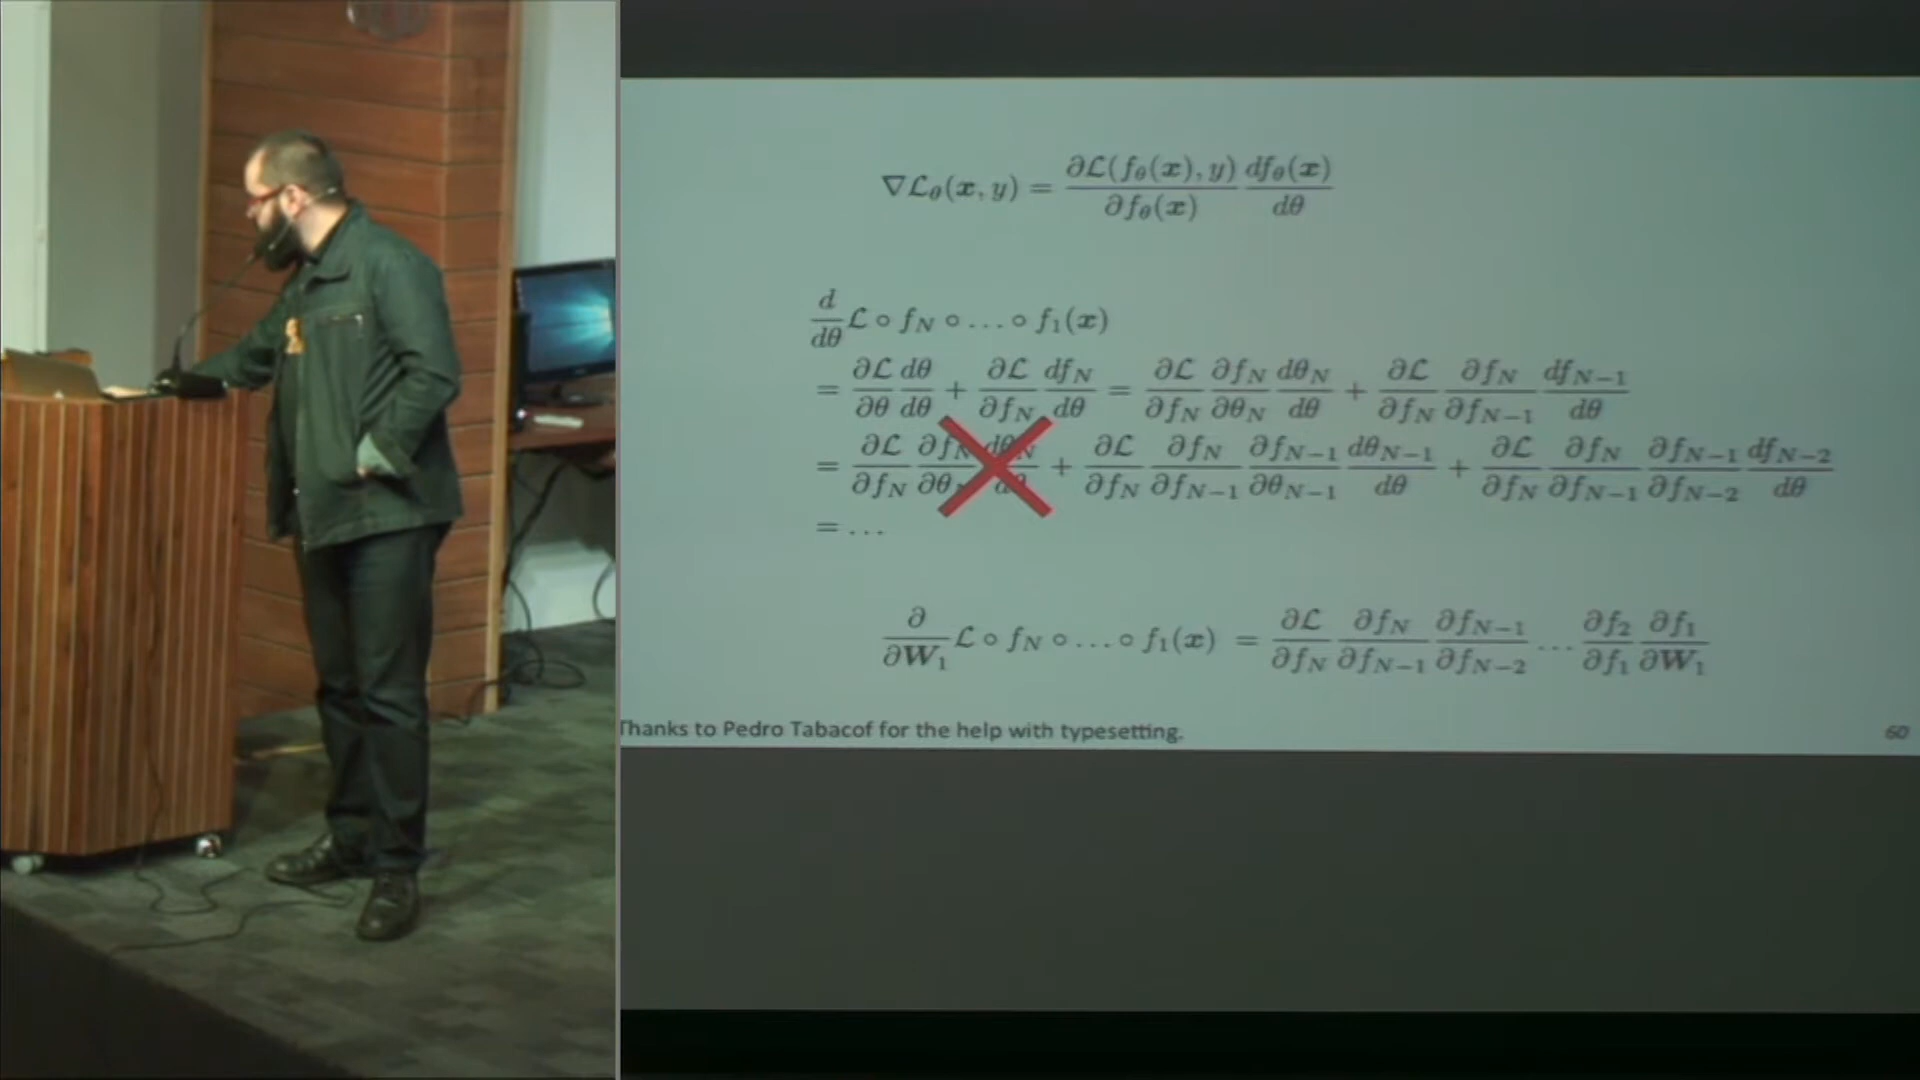 ∇ℒ_θ(x, y) = ∂ℒ(f_θ(x), y)/∂f_θ(x) df_θ(x)/dθ
d/dθ ℒ ∘ f_N ∘ … ∘ f_1(x)
= ∂ℒ/∂θ dθ/dθ + ∂ℒ/∂f_N df_N/dθ = ∂ℒ/∂f_N ∂f_N/∂θ_N dθ_N/dθ + ∂ℒ/∂f_N ∂f_N/∂f_{N−1} df_{N−1}/dθ
= ∂ℒ/∂f_N ∂f_N/∂θ_N dθ_N/dθ + ∂ℒ/∂f_N ∂f_N/∂f_{N−1} ∂f_{N−1}/∂θ_{N−1} dθ_{N−1}/dθ + ∂ℒ/∂f_N ∂f_N/∂f_{N−1} ∂f_{N−1}/∂f_{N−2} df_{N−2}/dθ
= …
∂/∂W_1 ℒ ∘ f_N ∘ … ∘ f_1(x) = ∂ℒ/∂f_N ∂f_N/∂f_{N−1} ∂f_{N−1}/∂f_{N−2} … ∂f_2/∂f_1 ∂f_1/∂W_1
Thanks to Pedro Tabacof for the help with typesetting.
60